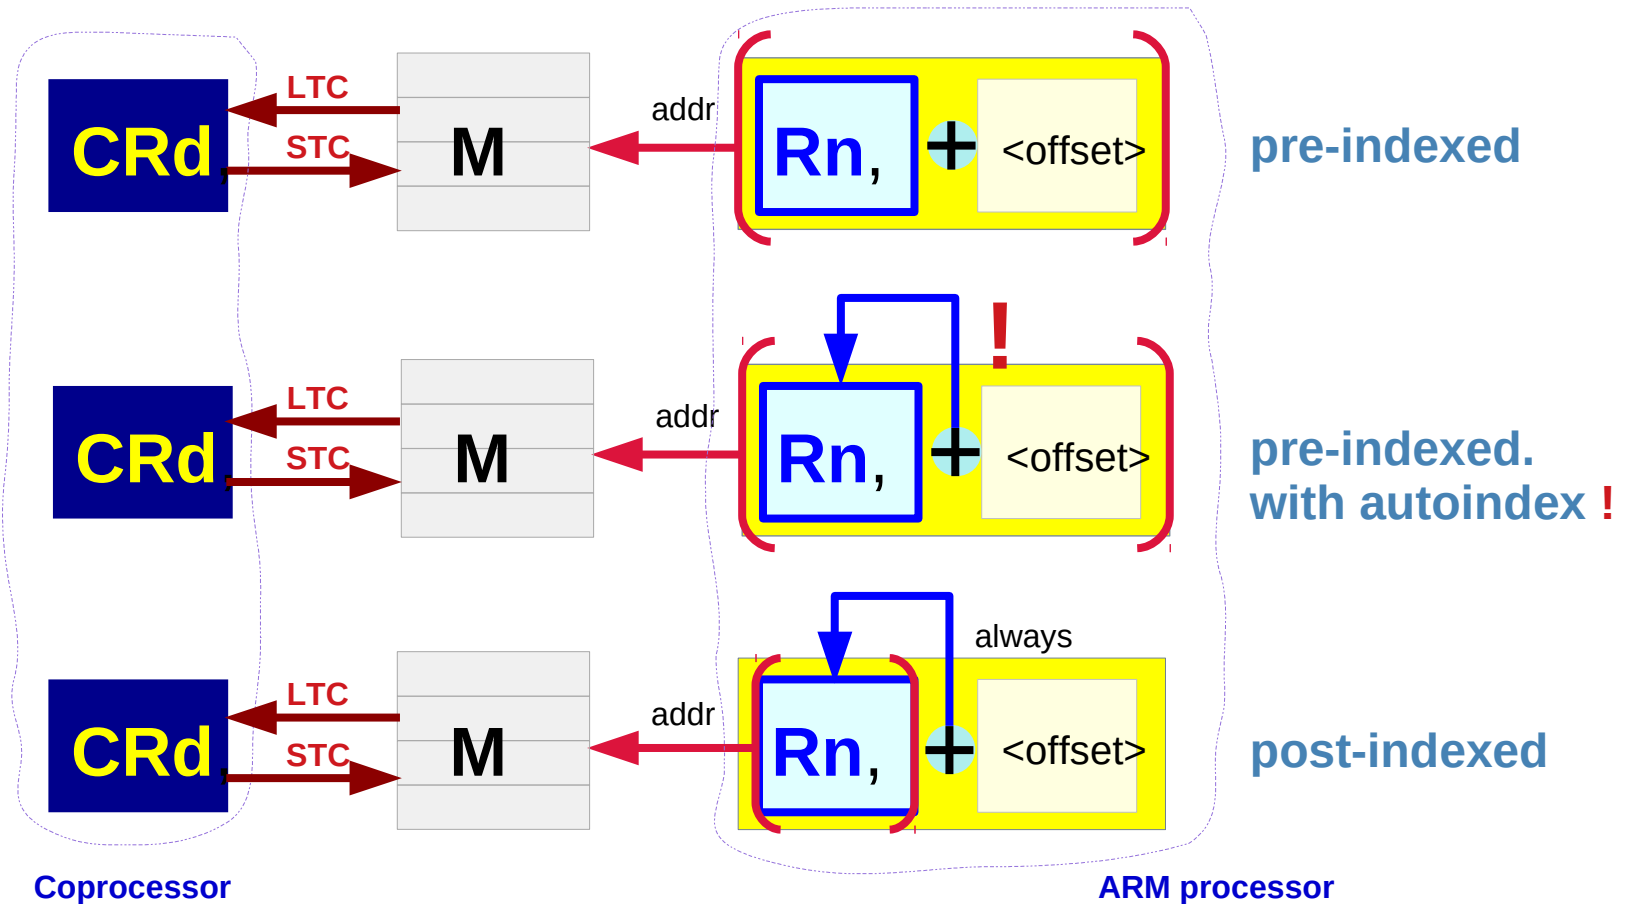 LTC
STC
CRd,
M
addr
Rn,
+
<offset>
pre-indexed
!
LTC
STC
CRd,
M
addr
Rn,
+
<offset>
pre-indexed.
with autoindex !
always
LTC
STC
CRd,
M
addr
Rn,
+
<offset>
post-indexed
Coprocessor
ARM processor